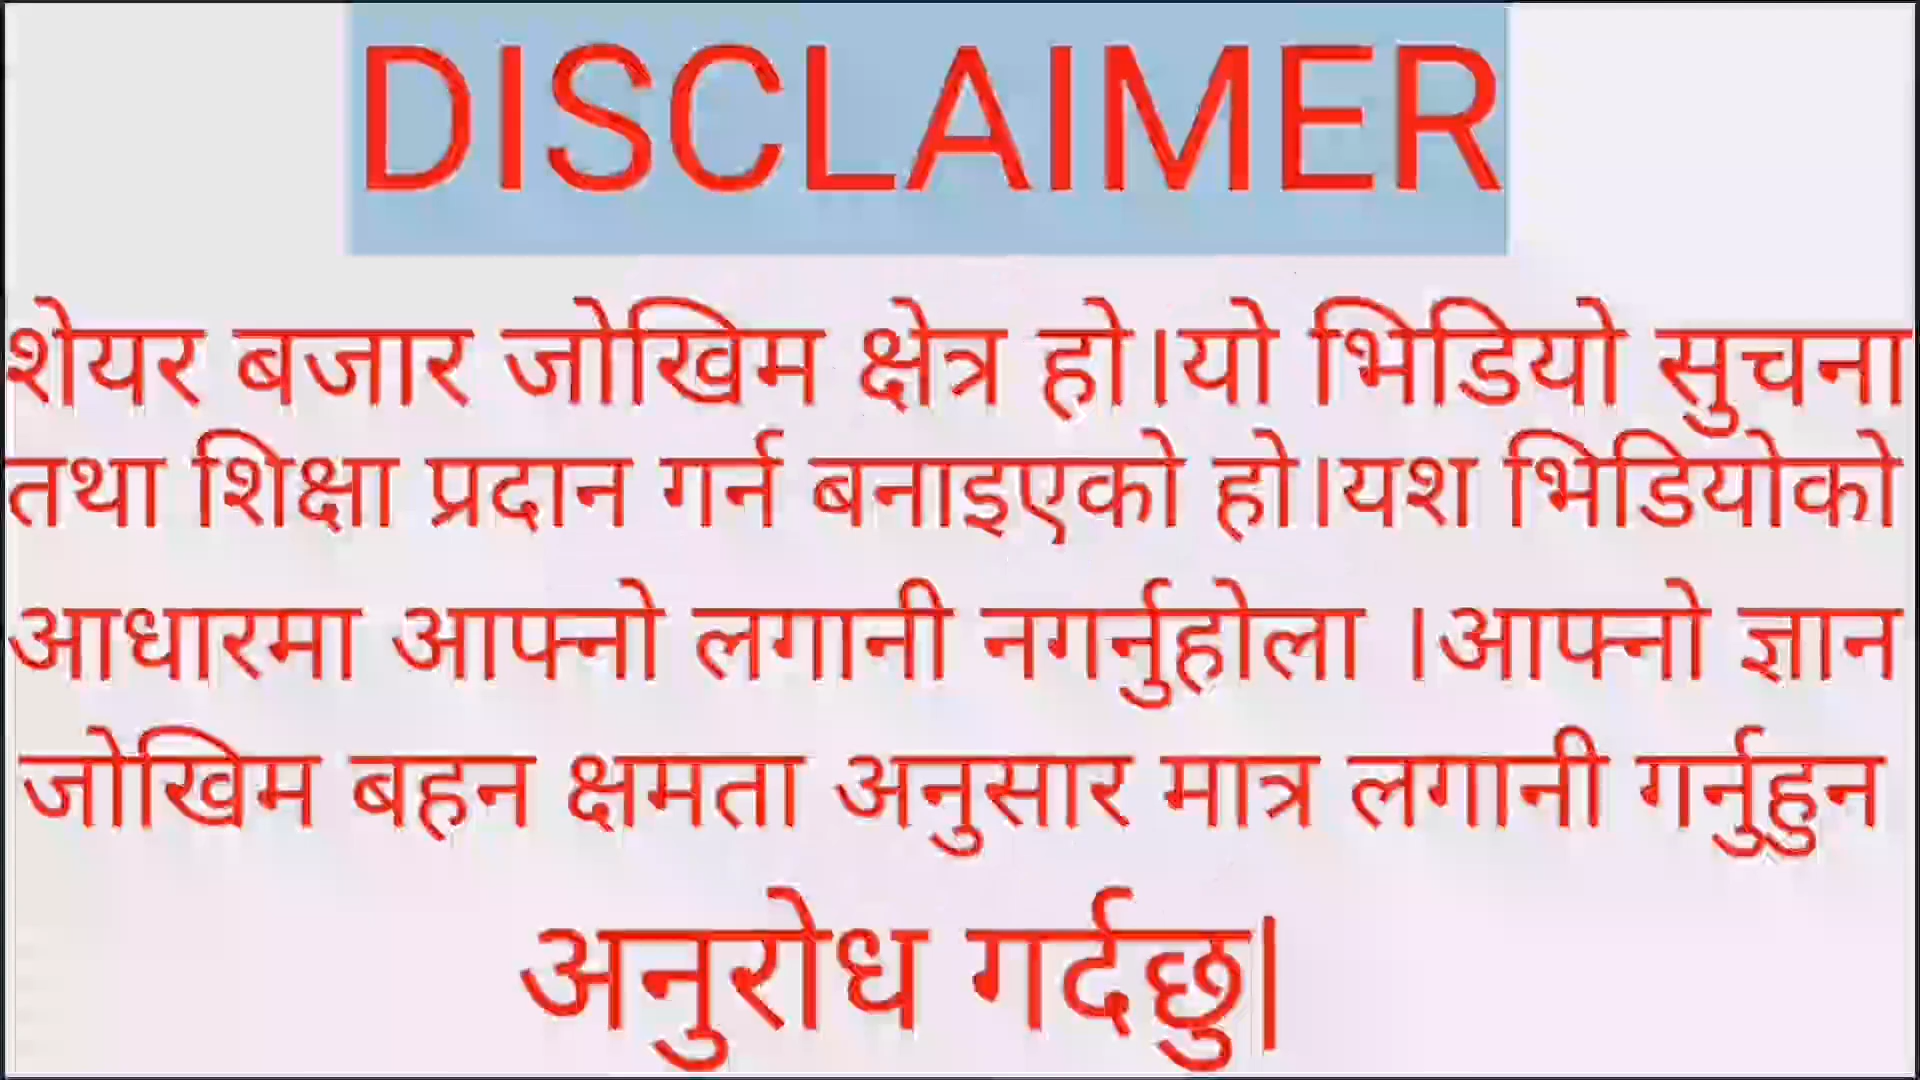 DISCLAIMER
शेयर बजार जोखिम क्षेत्र हो।यो भिडियो सुचना
तथा शिक्षा प्रदान गर्न बनाइएको हो।यश भिडियोको
आधारमा आफ्नो लगानी नगर्नुहोला ।आफ्नो ज्ञान
जोखिम बहन क्षमता अनुसार मात्र लगानी गर्नुहुन
अनुरोध गर्दछु|